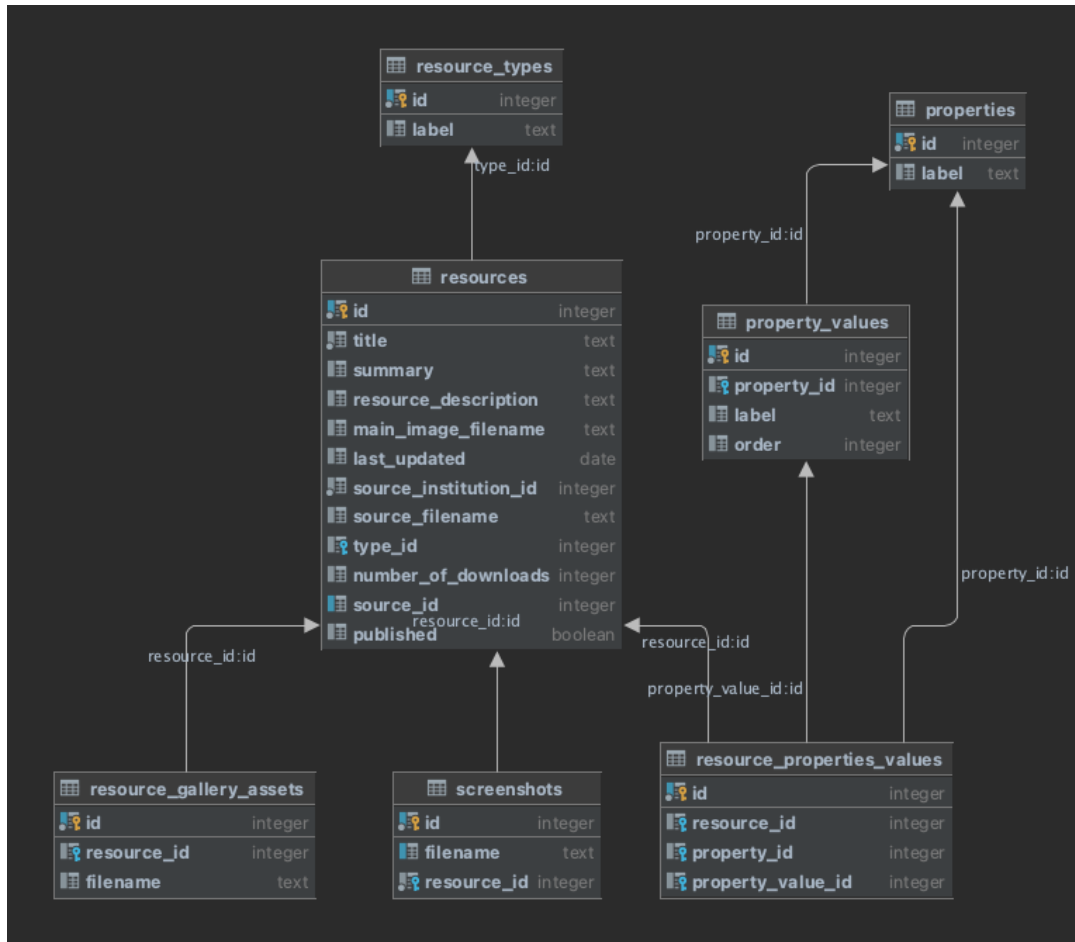 resource_types
id integer
label text
type_id:id
properties
id integer
label text
property_id:id
resources
id integer
title text
summary text
resource_description text
main_image_filename text
last_updated date
source_institution_id integer
source_filename text
type_id integer
number_of_downloads integer
source_id integer
resource_id:id
published boolean
property_values
id integer
property_id integer
label text
order integer
property_id:id
resource_id:id
resource_id:id
property_value_id:id
resource_gallery_assets
id integer
resource_id integer
filename text
screenshots
id integer
filename text
resource_id integer
resource_properties_values
id integer
resource_id integer
property_id integer
property_value_id integer